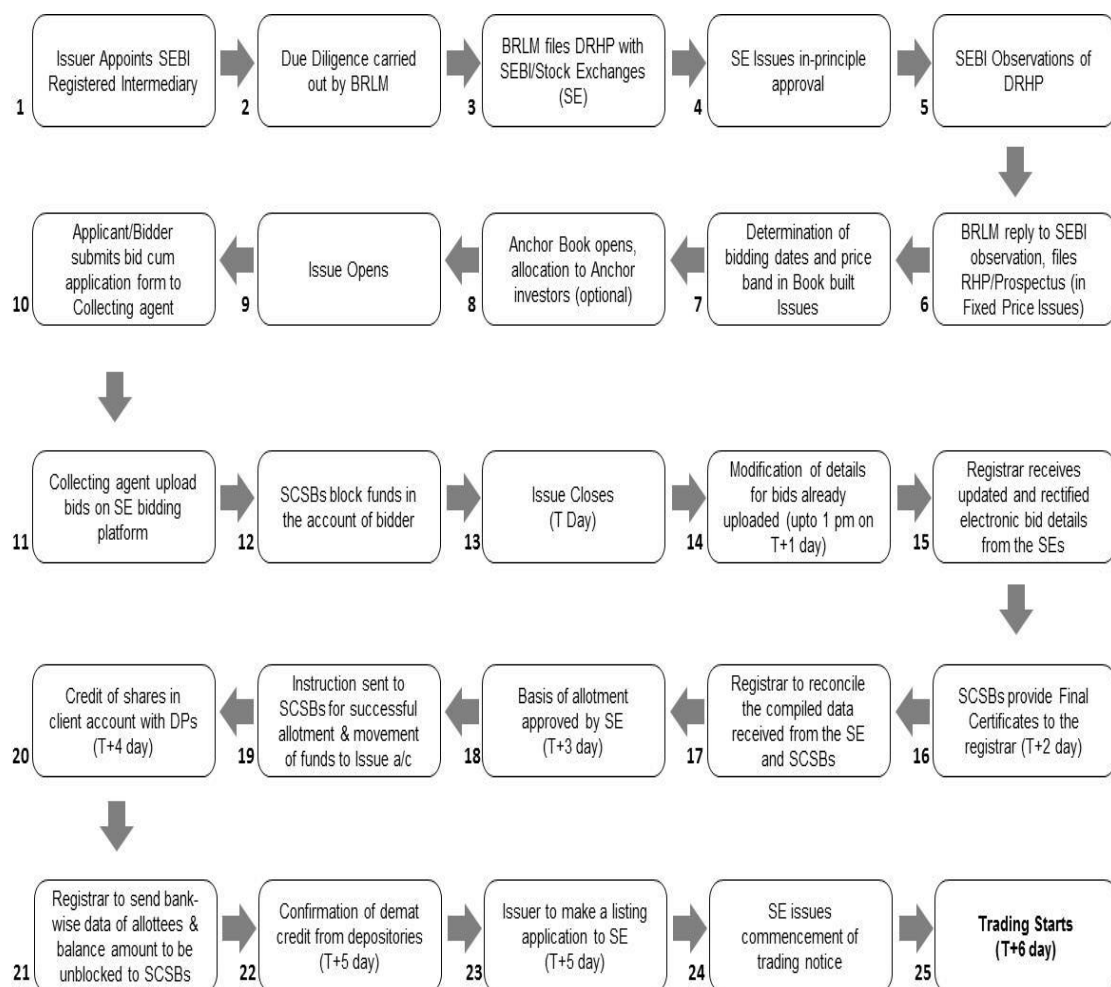 Issuer Appoints SEBI
Registered Intermediary
1
Due Diligence carried
out by BRLM
2
BRLM files DRHP with
SEBI/Stock Exchanges
(SE)
3
SE Issues in-principle
approval
4
SEBI Observations of
DRHP
5
BRLM reply to SEBI
observation, files
RHP/Prospectus (in
Fixed Price Issues)
6
Determination of
bidding dates and price
band in Book built
Issues
7
Anchor Book opens,
allocation to Anchor
investors (optional)
8
Issue Opens
9
Applicant/Bidder
submits bid cum
application form to
Collecting agent
10
Collecting agent upload
bids on SE bidding
platform
11
SCSBs block funds in
the account of bidder
12
Issue Closes
(T Day)
13
Modification of details
for bids already
uploaded (upto 1 pm on
T+1 day)
14
Registrar receives
updated and rectified
electronic bid details
from the SEs
15
SCSBs provide Final
Certificates to the
registrar (T+2 day)
16
Registrar to reconcile
the compiled data
received from the SE
and SCSBs
17
Basis of allotment
approved by SE
(T+3 day)
18
Instruction sent to
SCSBs for successful
allotment & movement
of funds to Issue a/c
19
Credit of shares in
client account with DPs
(T+4 day)
20
Registrar to send bank-
wise data of allottees &
balance amount to be
unblocked to SCSBs
21
Confirmation of demat
credit from depositories
(T+5 day)
22
Issuer to make a listing
application to SE
(T+5 day)
23
SE issues
commencement of
trading notice
24
Trading Starts
(T+6 day)
25